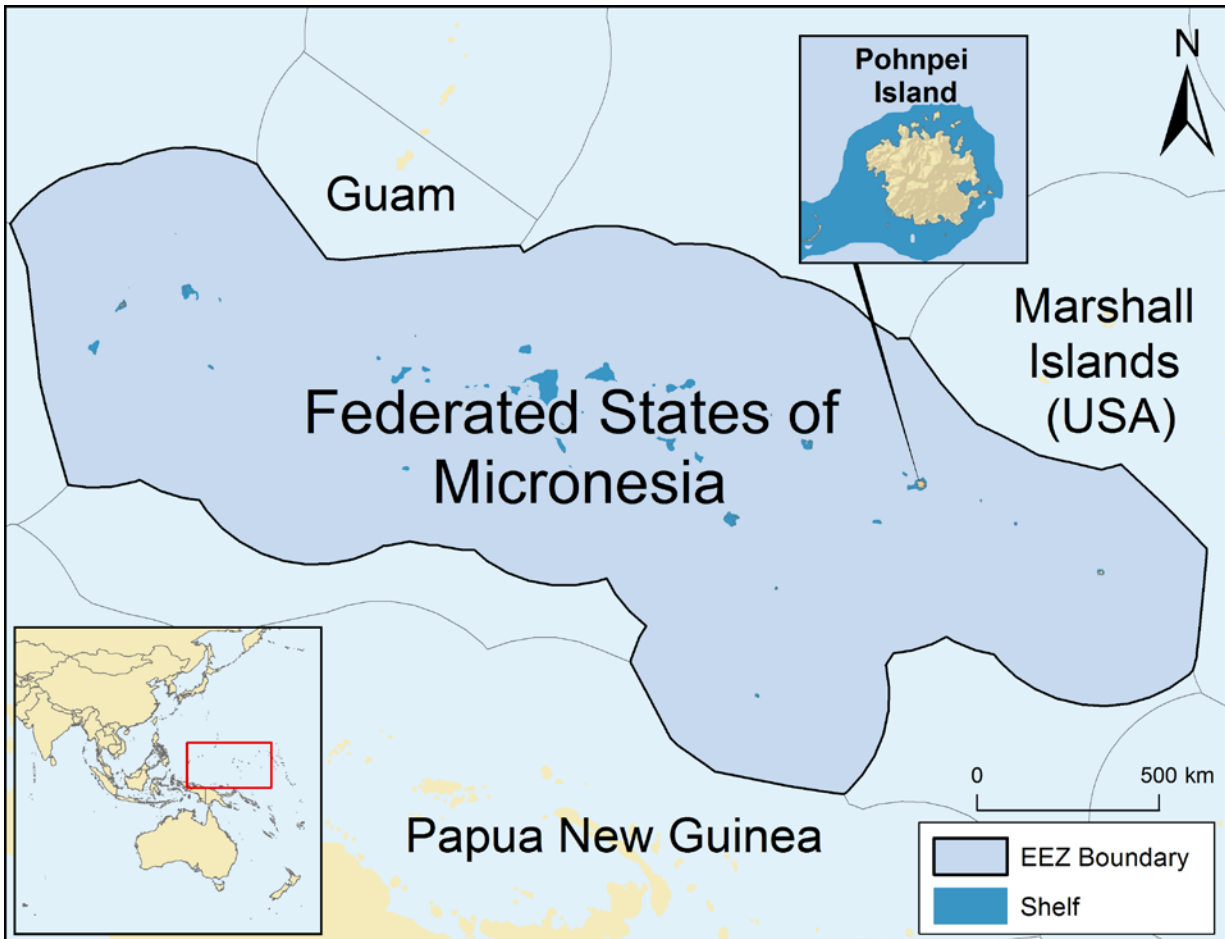 Pohnpei
Island
N
Guam
Marshall
Islands
(USA)
Federated States of
Micronesia
0 500 km
Papua New Guinea
EEZ Boundary
Shelf